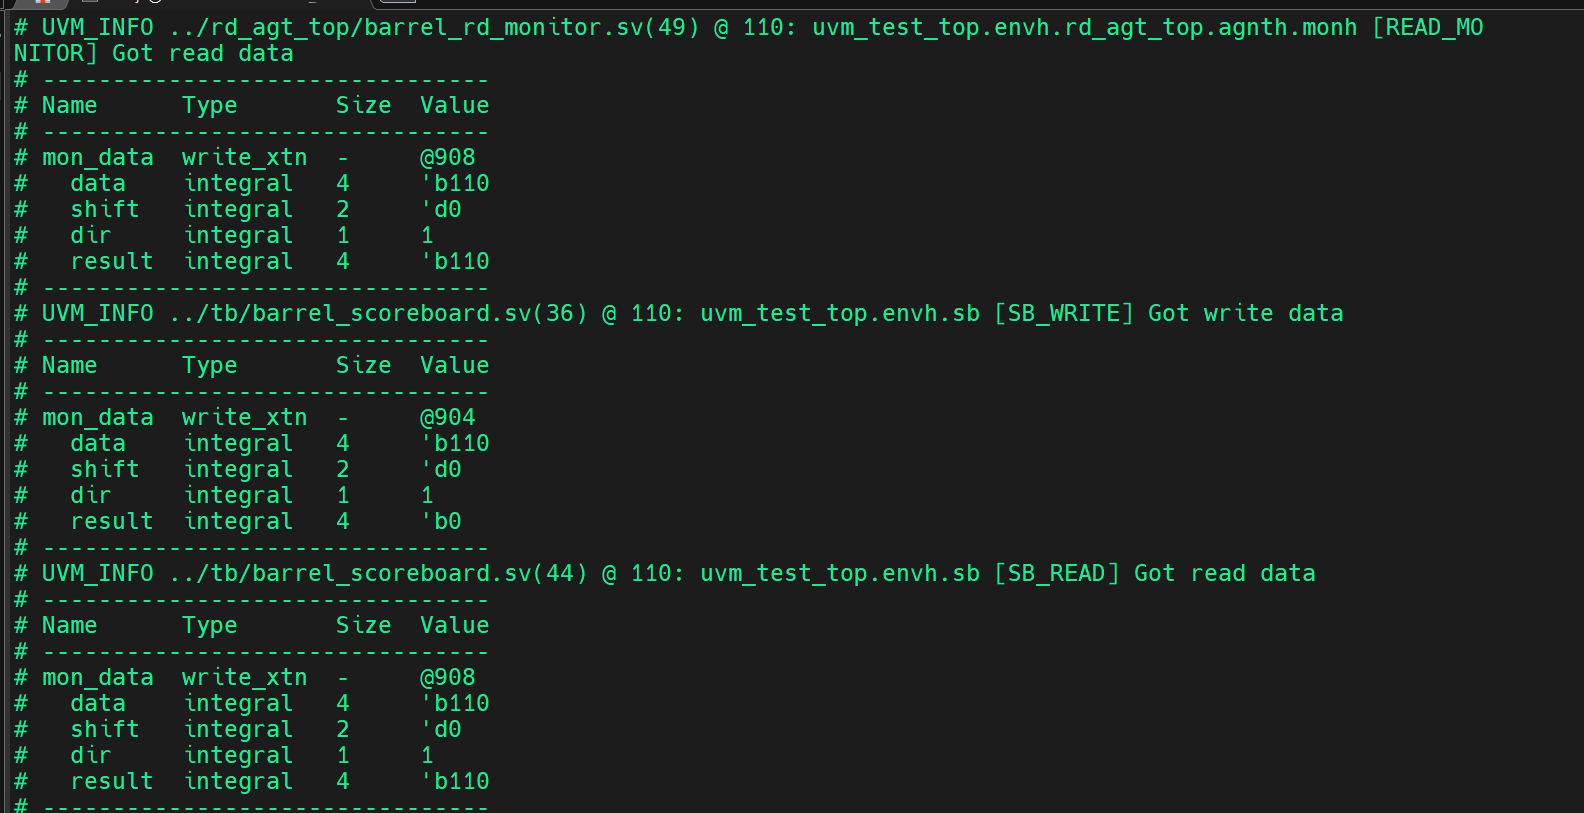 # UVM_INFO ../rd_agt_top/barrel_rd_monitor.sv(49) @ 110: uvm_test_top.envh.rd_agt_top.agnth.monh [READ_MO
NITOR] Got read data
# --------------------------------
# Name      Type       Size  Value
# --------------------------------
# mon_data  write_xtn  -     @908
#   data    integral   4     'b110
#   shift   integral   2     'd0
#   dir     integral   1     1
#   result  integral   4     'b110
# --------------------------------
# UVM_INFO ../tb/barrel_scoreboard.sv(36) @ 110: uvm_test_top.envh.sb [SB_WRITE] Got write data
# --------------------------------
# Name      Type       Size  Value
# --------------------------------
# mon_data  write_xtn  -     @904
#   data    integral   4     'b110
#   shift   integral   2     'd0
#   dir     integral   1     1
#   result  integral   4     'b0
# --------------------------------
# UVM_INFO ../tb/barrel_scoreboard.sv(44) @ 110: uvm_test_top.envh.sb [SB_READ] Got read data
# --------------------------------
# Name      Type       Size  Value
# --------------------------------
# mon_data  write_xtn  -     @908
#   data    integral   4     'b110
#   shift   integral   2     'd0
#   dir     integral   1     1
#   result  integral   4     'b110
# --------------------------------